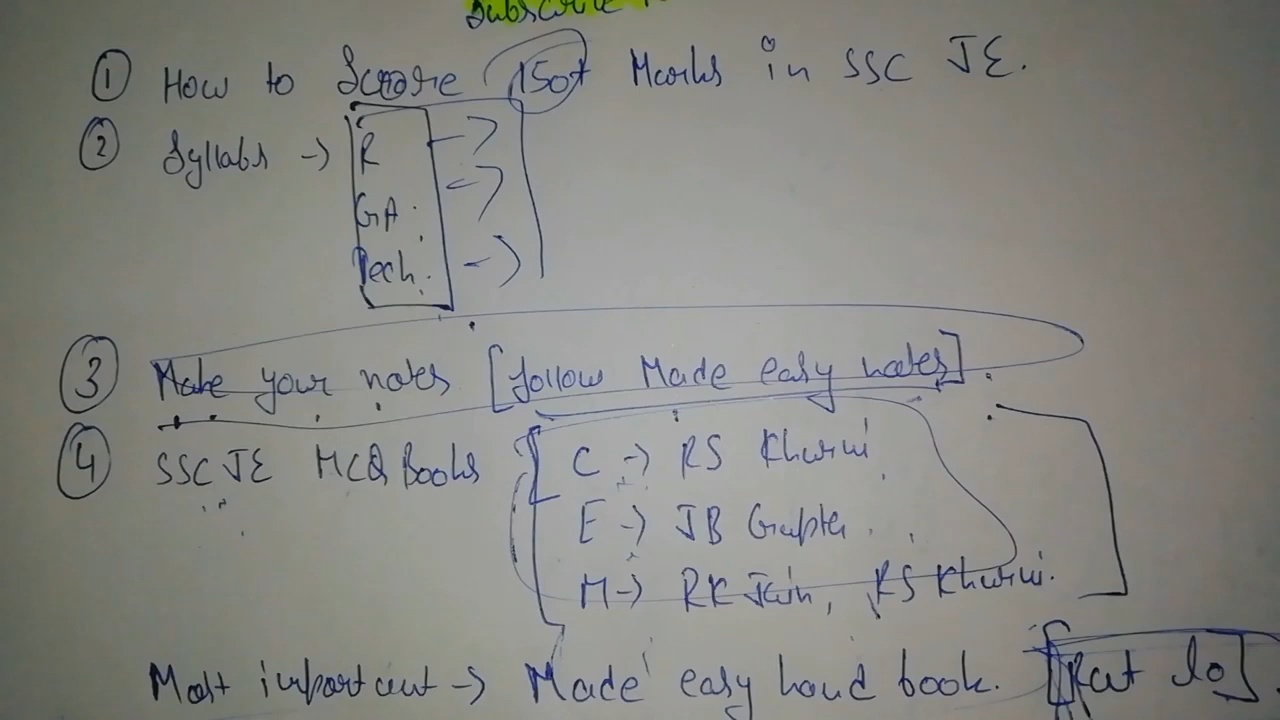 Subscribe
① How to Score 150+ Marks in SSC JE.
② Syllabs -> R ->
GA. ->
Tech. ->
③ Make your notes [follow Made easy notes].
④ SSC JE MCQ Books [C -> RS Khurmi
E -> JB Gupta.
M -> RK Jain, RS Khurmi.]
Most important -> Made easy hand book. [Rat lo].